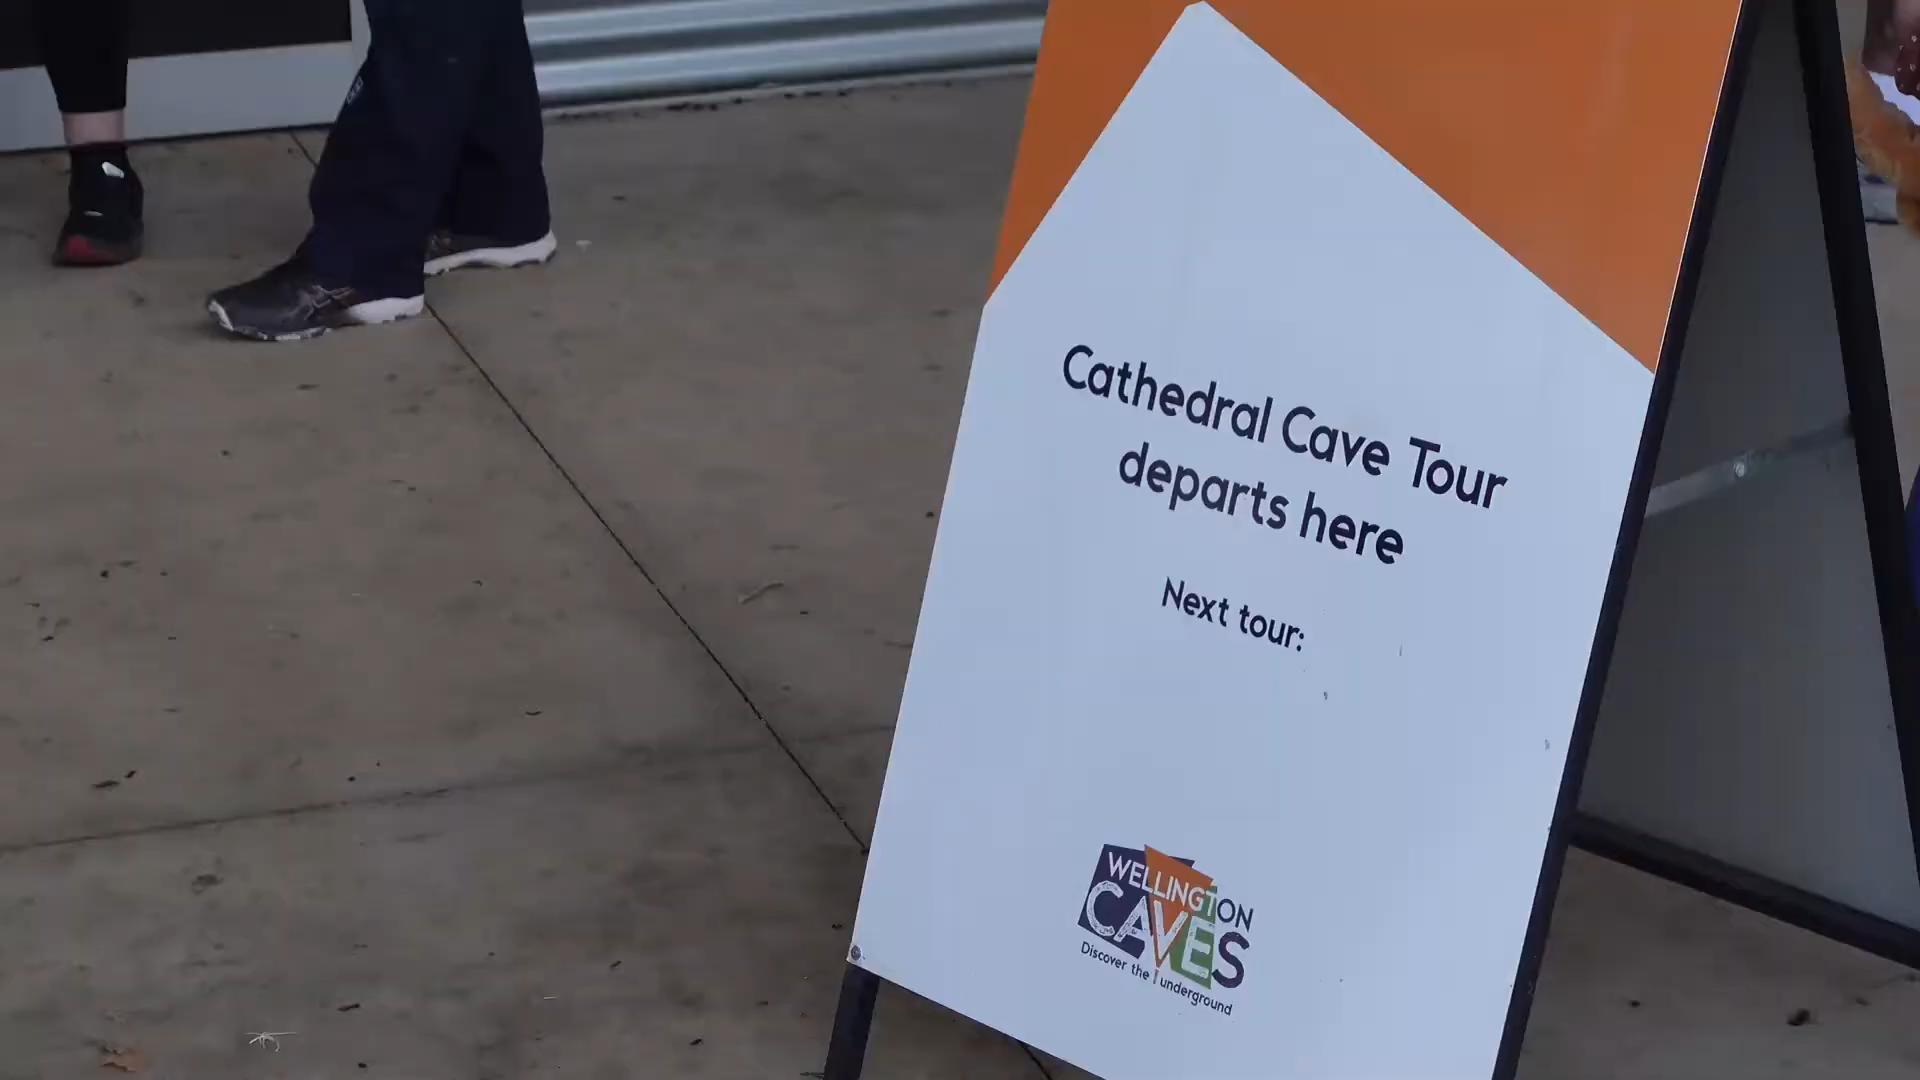 Cathedral Cave Tour
departs here
Next tour:
WELLINGTON
CAVES
Discover the underground